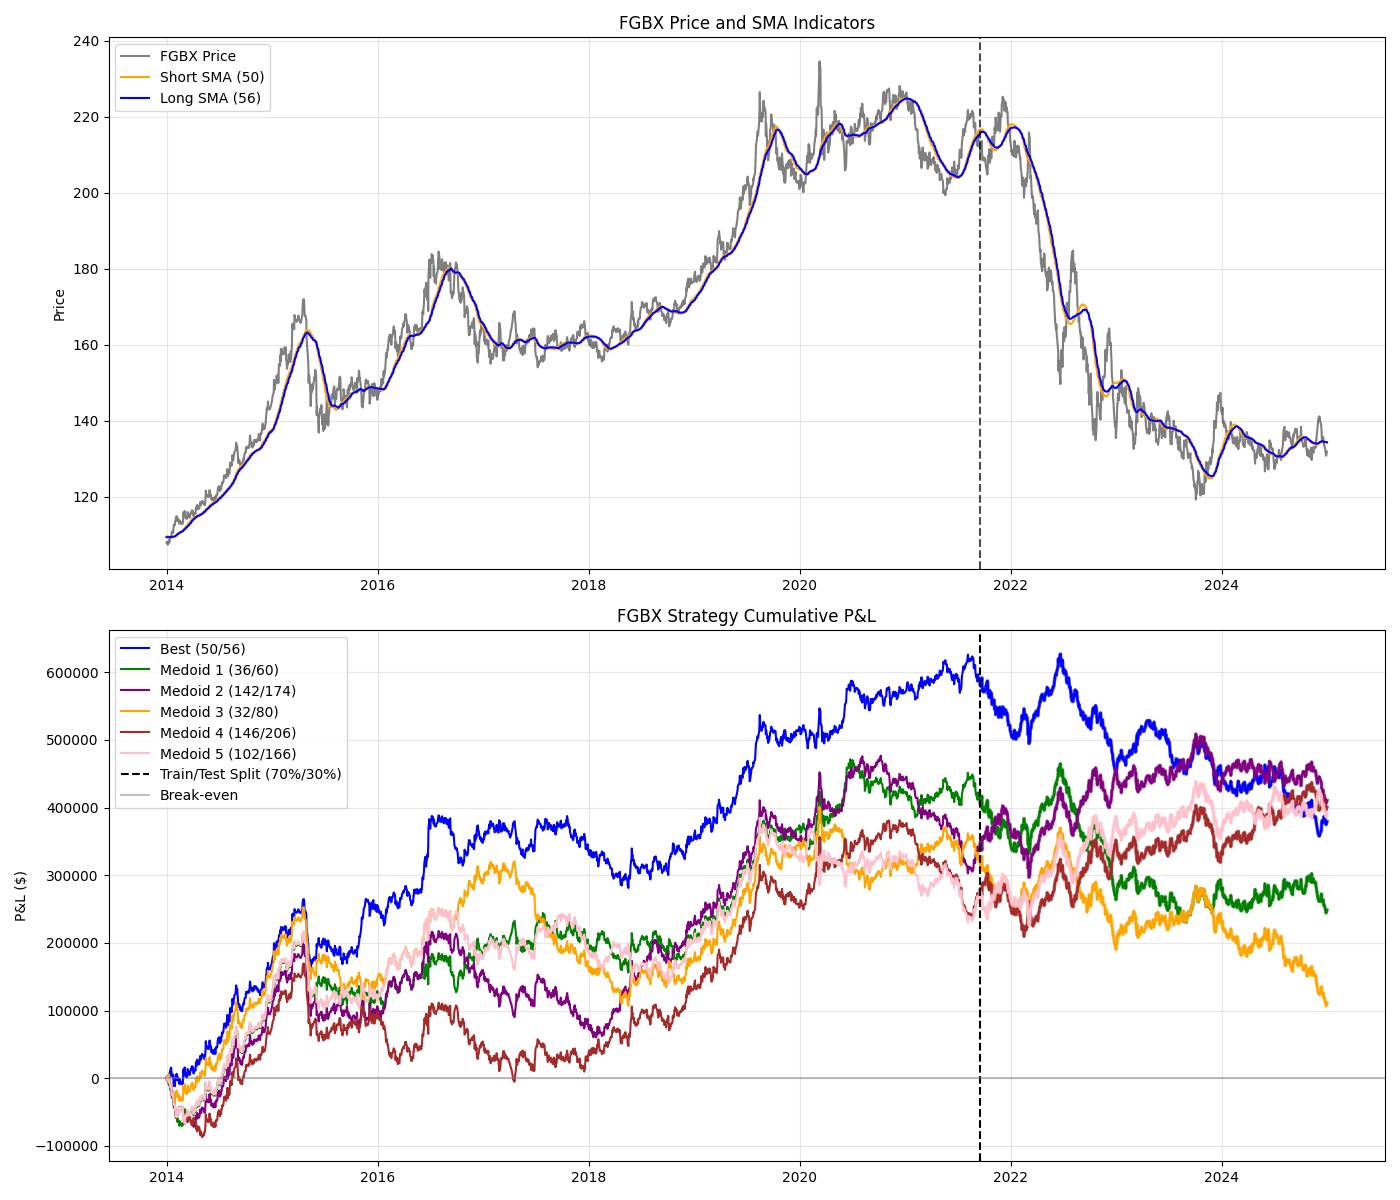 FGBX Price and SMA Indicators
FGBX Price
Short SMA (50)
Long SMA (56)
240
220
200
180
160
140
120
Price
2014 2016 2018 2020 2022 2024
FGBX Strategy Cumulative P&L
Best (50/56)
Medoid 1 (36/60)
Medoid 2 (142/174)
Medoid 3 (32/80)
Medoid 4 (146/206)
Medoid 5 (102/166)
Train/Test Split (70%/30%)
Break-even
600000
500000
400000
300000
200000
100000
0
−100000
P&L ($)
2014 2016 2018 2020 2022 2024